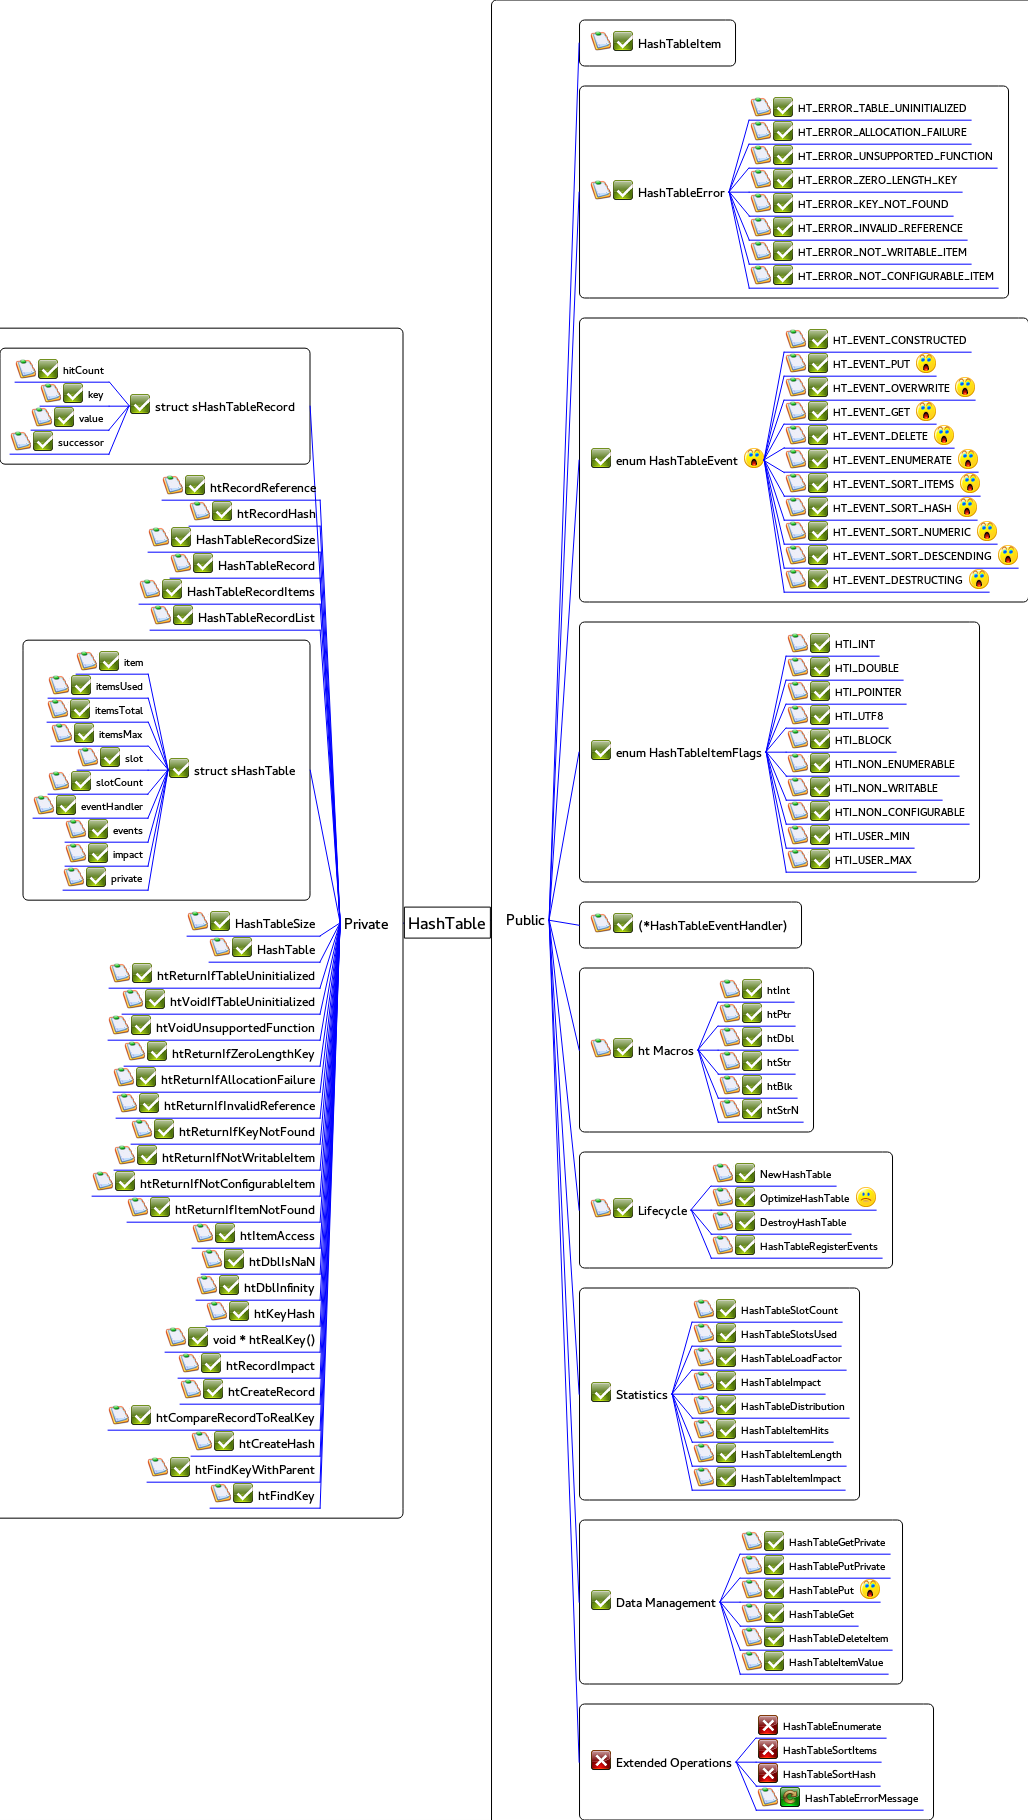 HashTable
Private
struct sHashTableRecord
hitCount
key
value
successor
htRecordReference
htRecordHash
HashTableRecordSize
HashTableRecord
HashTableRecordItems
HashTableRecordList
struct sHashTable
item
itemsUsed
itemsTotal
itemsMax
slot
slotCount
eventHandler
events
impact
private
HashTableSize
HashTable
htReturnIfTableUninitialized
htVoidIfTableUninitialized
htVoidUnsupportedFunction
htReturnIfZeroLengthKey
htReturnIfAllocationFailure
htReturnIfInvalidReference
htReturnIfKeyNotFound
htReturnIfNotWritableItem
htReturnIfNotConfigurableItem
htReturnIfItemNotFound
htItemAccess
htDblIsNaN
htDblInfinity
htKeyHash
void * htRealKey()
htRecordImpact
htCreateRecord
htCompareRecordToRealKey
htCreateHash
htFindKeyWithParent
htFindKey
Public
HashTableItem
HashTableError
HT_ERROR_TABLE_UNINITIALIZED
HT_ERROR_ALLOCATION_FAILURE
HT_ERROR_UNSUPPORTED_FUNCTION
HT_ERROR_ZERO_LENGTH_KEY
HT_ERROR_KEY_NOT_FOUND
HT_ERROR_INVALID_REFERENCE
HT_ERROR_NOT_WRITABLE_ITEM
HT_ERROR_NOT_CONFIGURABLE_ITEM
enum HashTableEvent
HT_EVENT_CONSTRUCTED
HT_EVENT_PUT
HT_EVENT_OVERWRITE
HT_EVENT_GET
HT_EVENT_DELETE
HT_EVENT_ENUMERATE
HT_EVENT_SORT_ITEMS
HT_EVENT_SORT_HASH
HT_EVENT_SORT_NUMERIC
HT_EVENT_SORT_DESCENDING
HT_EVENT_DESTRUCTING
enum HashTableItemFlags
HTI_INT
HTI_DOUBLE
HTI_POINTER
HTI_UTF8
HTI_BLOCK
HTI_NON_ENUMERABLE
HTI_NON_WRITABLE
HTI_NON_CONFIGURABLE
HTI_USER_MIN
HTI_USER_MAX
(*HashTableEventHandler)
ht Macros
htInt
htPtr
htDbl
htStr
htBlk
htStrN
Lifecycle
NewHashTable
OptimizeHashTable
DestroyHashTable
HashTableRegisterEvents
Statistics
HashTableSlotCount
HashTableSlotsUsed
HashTableLoadFactor
HashTableImpact
HashTableDistribution
HashTableItemHits
HashTableItemLength
HashTableItemImpact
Data Management
HashTableGetPrivate
HashTablePutPrivate
HashTablePut
HashTableGet
HashTableDeleteItem
HashTableItemValue
Extended Operations
HashTableEnumerate
HashTableSortItems
HashTableSortHash
HashTableErrorMessage